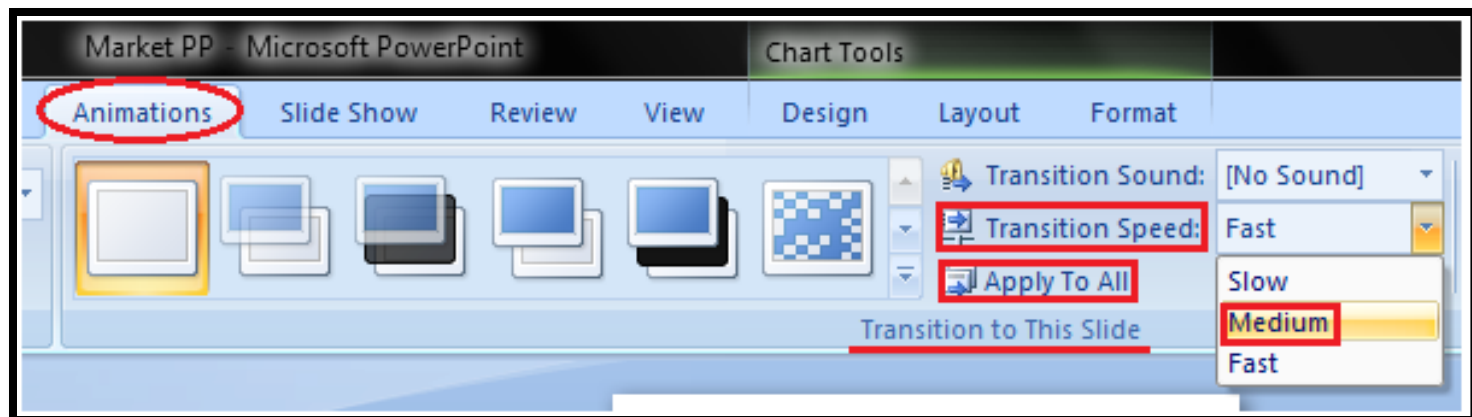 Market PP - Microsoft PowerPoint
Chart Tools
Animations Slide Show Review View Design Layout Format
Transition Sound: [No Sound]
Transition Speed: Fast
Apply To All
Slow
Medium
Fast
Transition to This Slide